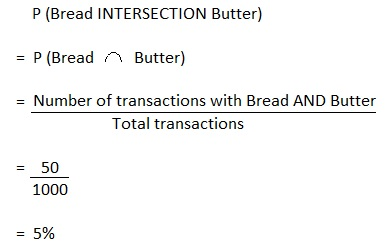 P (Bread INTERSECTION Butter)
= P (Bread ∩ Butter)
= Number of transactions with Bread AND Butter
Total transactions
= 50
1000
= 5%